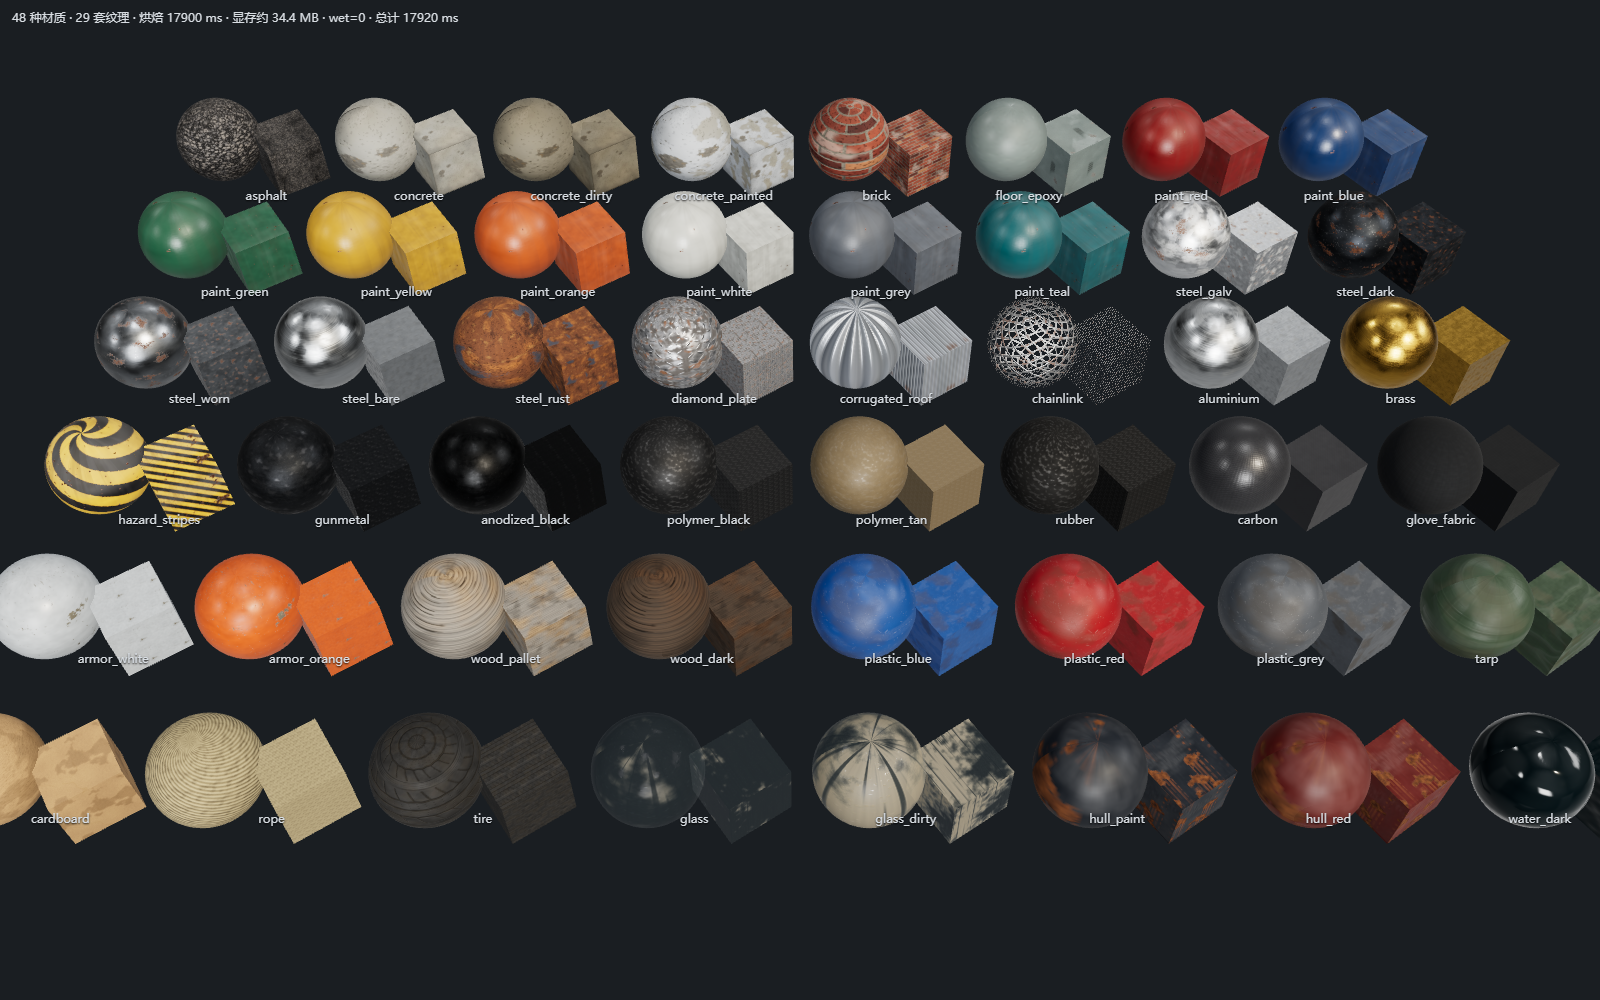 48 种材质 · 29 套纹理 · 烘焙 17900 ms · 显存约 34.4 MB · wet=0 · 总计 17920 ms
asphalt
concrete
concrete_dirty
concrete_painted
brick
floor_epoxy
paint_red
paint_blue
paint_green
paint_yellow
paint_orange
paint_white
paint_grey
paint_teal
steel_galv
steel_dark
steel_worn
steel_bare
steel_rust
diamond_plate
corrugated_roof
chainlink
aluminium
brass
hazard_stripes
gunmetal
anodized_black
polymer_black
polymer_tan
rubber
carbon
glove_fabric
armor_white
armor_orange
wood_pallet
wood_dark
plastic_blue
plastic_red
plastic_grey
tarp
cardboard
rope
tire
glass
glass_dirty
hull_paint
hull_red
water_dark